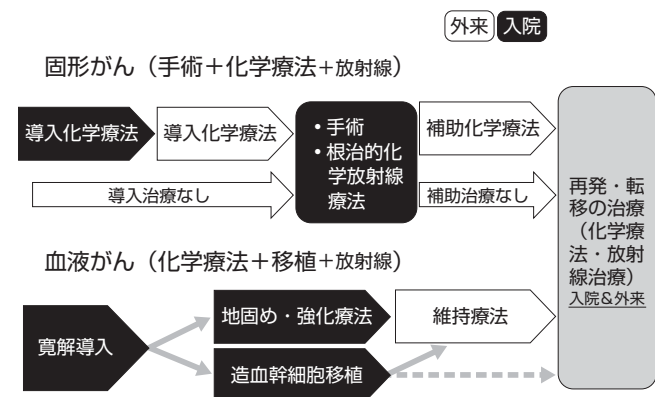 外来 入院
固形がん（手術＋化学療法＋放射線）
導入化学療法
導入化学療法
・手術
・根治的化
学放射線
療法
補助化学療法
導入治療なし
補助治療なし
再発・転
移の治療
（化学療
法・放射
線治療）
入院＆外来
血液がん（化学療法＋移植＋放射線）
寛解導入
地固め・強化療法
維持療法
造血幹細胞移植